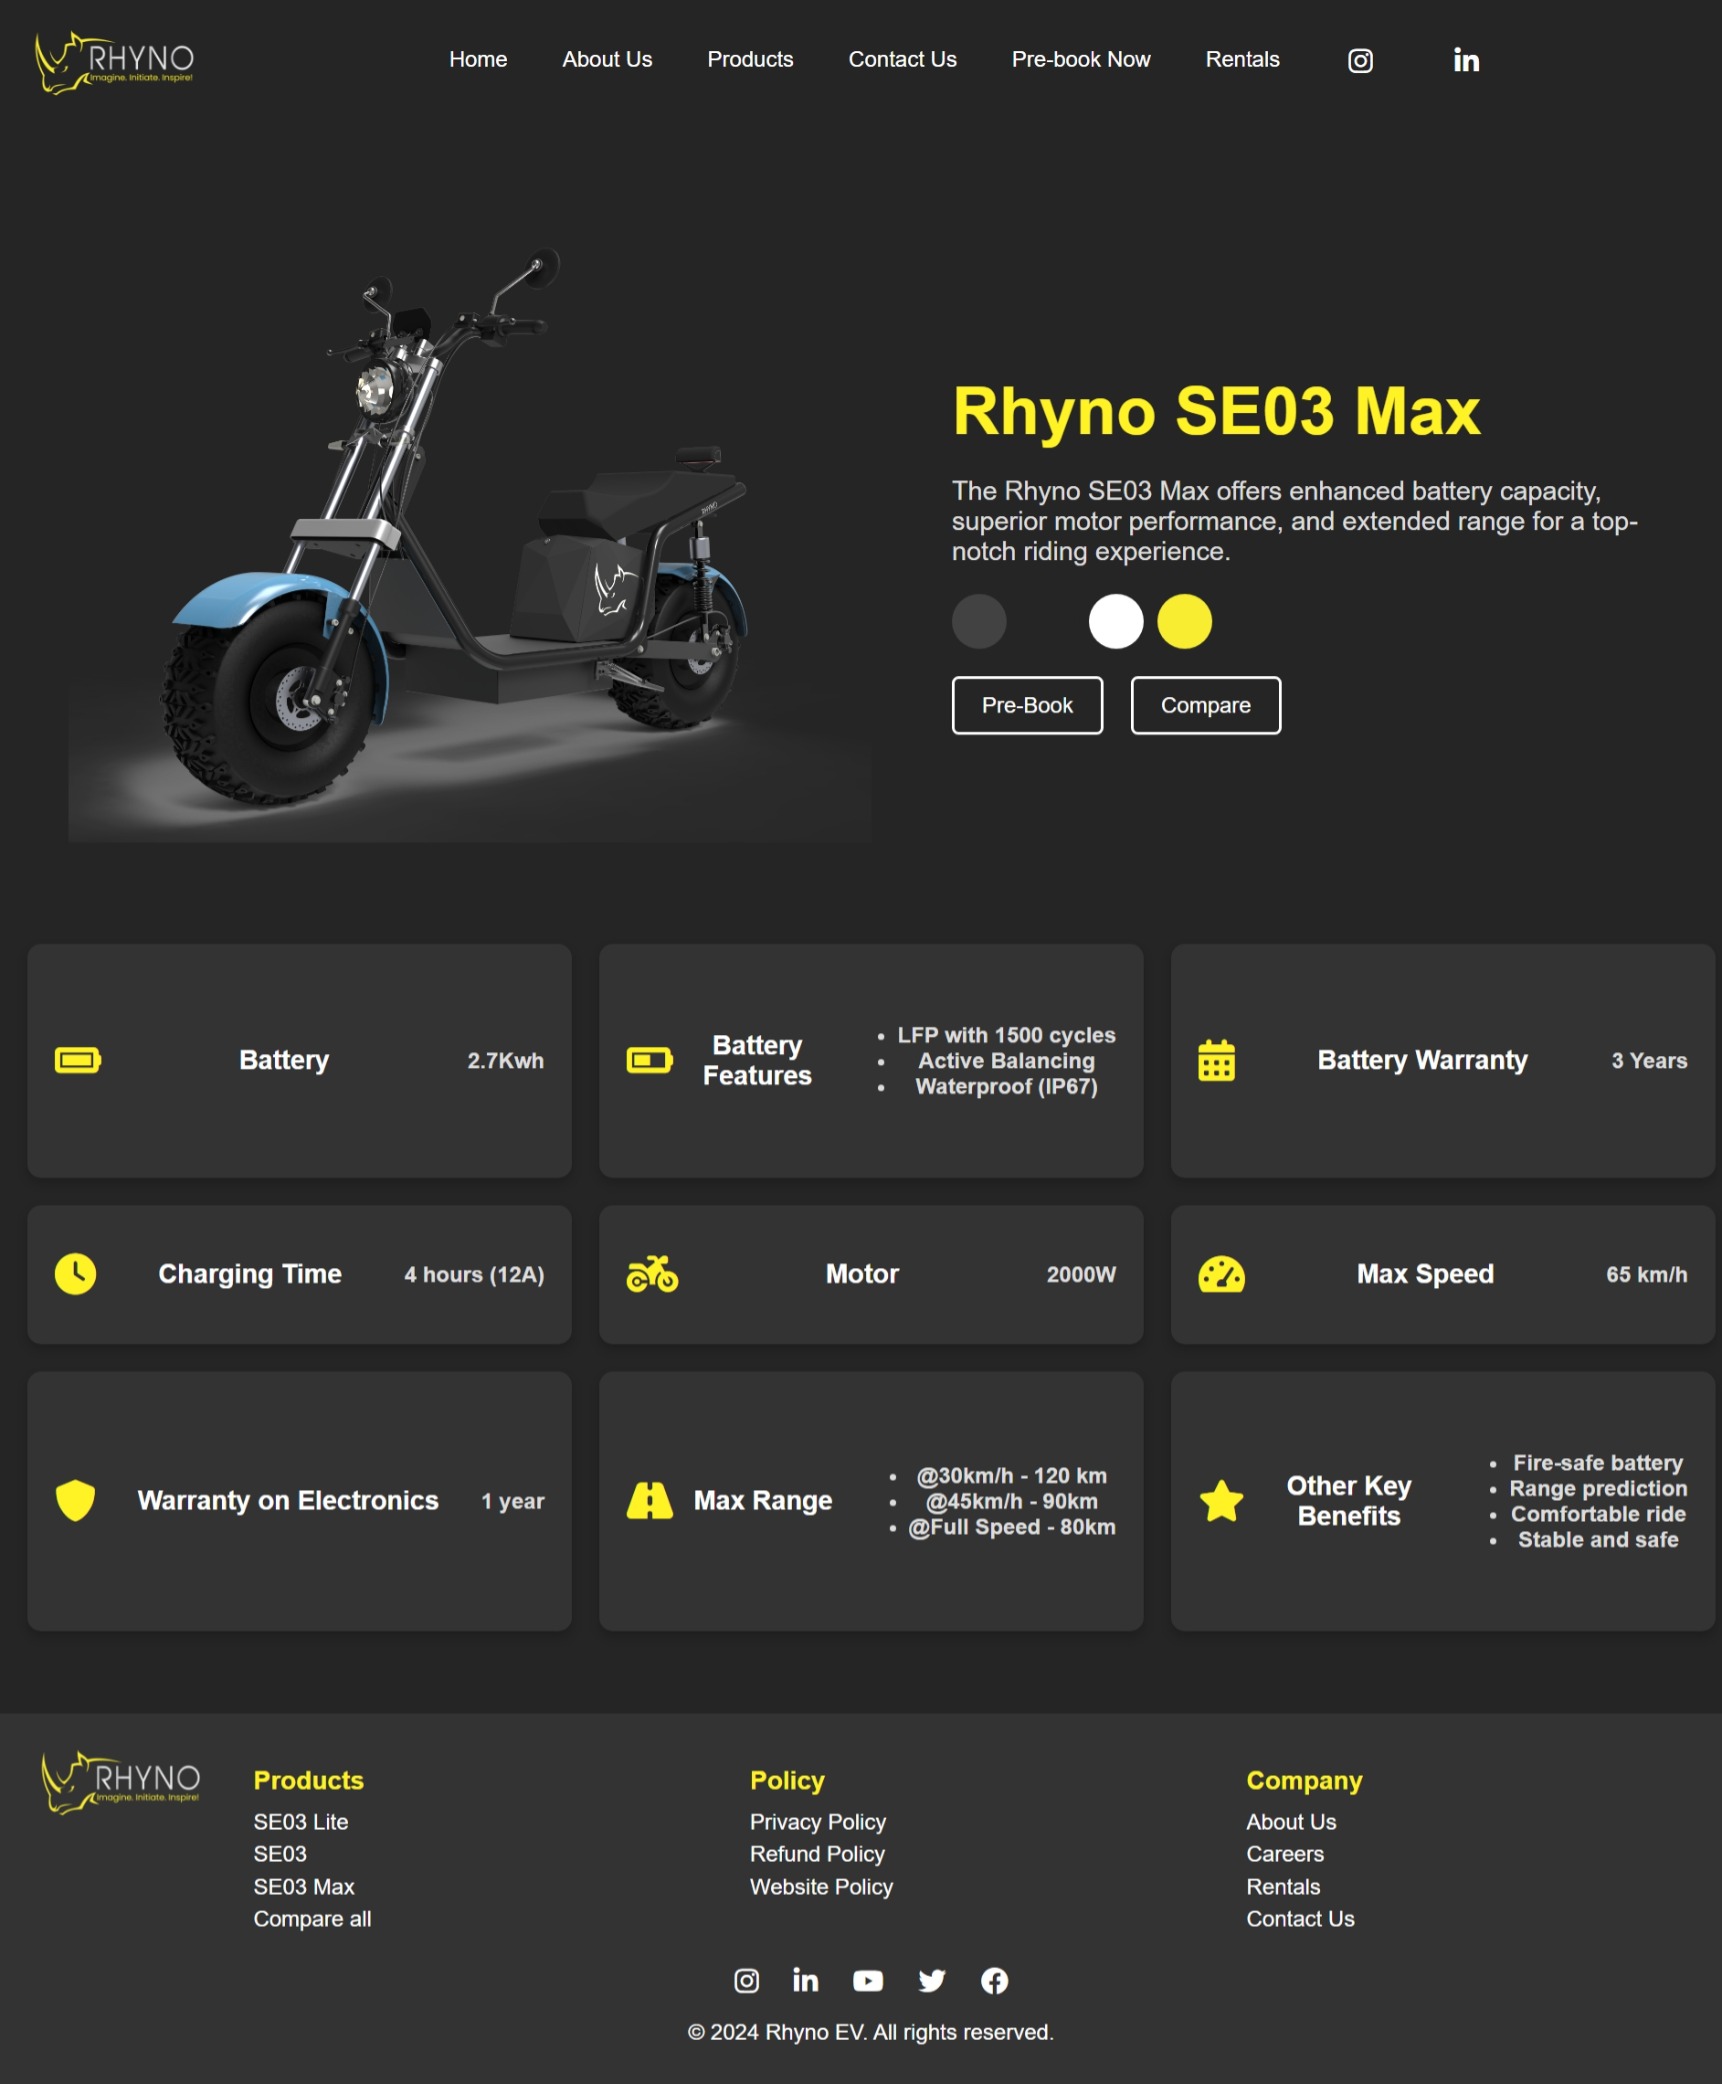 RHYNO
Imagine. Initiate. Inspire!
Home
About Us
Products
Contact Us
Pre-book Now
Rentals
Rhyno SE03 Max
The Rhyno SE03 Max offers enhanced battery capacity,
superior motor performance, and extended range for a top-
notch riding experience.
Pre-Book
Compare
RHYNO
Battery
2.7Kwh
Battery
Features
• LFP with 1500 cycles
• Active Balancing
• Waterproof (IP67)
Battery Warranty
3 Years
Charging Time
4 hours (12A)
Motor
2000W
Max Speed
65 km/h
Warranty on Electronics
1 year
Max Range
• @30km/h - 120 km
• @45km/h - 90km
• @Full Speed - 80km
Other Key
Benefits
• Fire-safe battery
• Range prediction
• Comfortable ride
• Stable and safe
RHYNO
Imagine. Initiate. Inspire!
Products
SE03 Lite
SE03
SE03 Max
Compare all
Policy
Privacy Policy
Refund Policy
Website Policy
Company
About Us
Careers
Rentals
Contact Us
© 2024 Rhyno EV. All rights reserved.